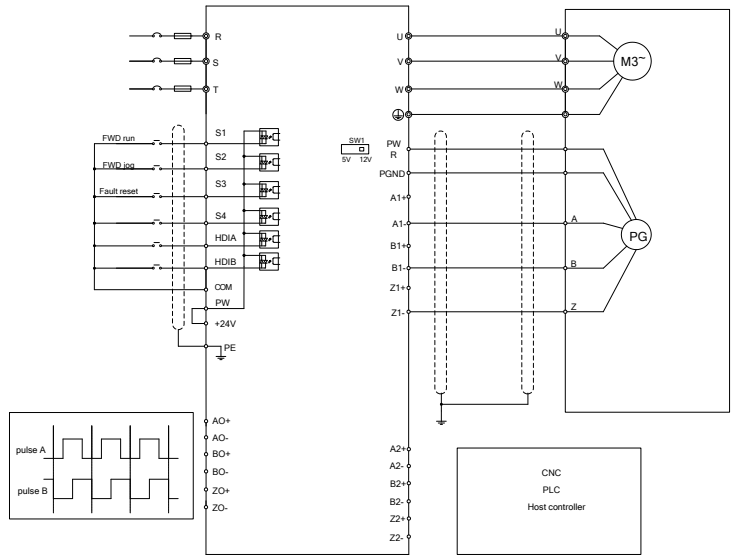 R
S
T
FWD run
FWD jog
Fault reset
S1
S2
S3
S4
HDIA
HDIB
COM
PW
+24V
PE
SW1
5V 12V
U
V
W
PW
R
PGND
A1+
A1-
B1+
B1-
Z1+
Z1-
U
V
W
M3~
A
B
Z
PG
pulse A
pulse B
AO+
AO-
BO+
BO-
ZO+
ZO-
A2+
A2-
B2+
B2-
Z2+
Z2-
CNC
PLC
Host controller